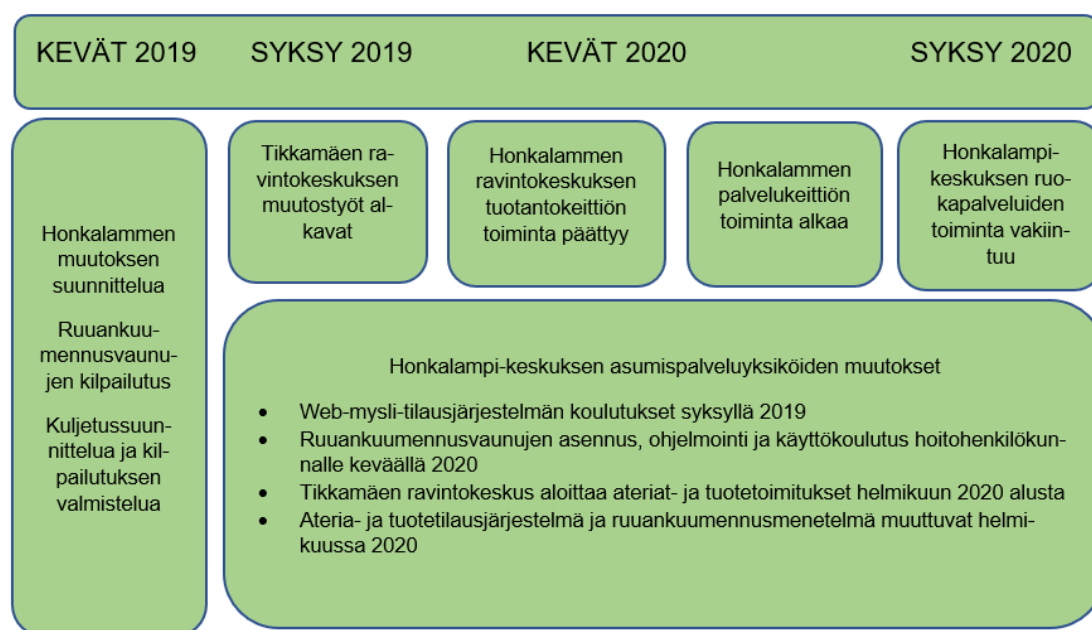 KEVÄT 2019
SYKSY 2019
KEVÄT 2020
SYKSY 2020
Honkalammen
muutoksen
suunnittelua
Ruuankuu-
mennusvaunu-
jen kilpailutus
Kuljetussuun-
nittelua ja kil-
pailutuksen
valmistelua
Tikkamäen ra-
vintokeskuksen
muutostyöt al-
kavat
Honkalammen
ravintokeskuksen
tuotantokeittiön
toiminta päättyy
Honkalammen
palvelukeittiön
toiminta alkaa
Honkalampi-
keskuksen ruo-
kapalveluiden
toiminta vakiin-
tuu
Honkalampi-keskuksen asumispalveluyksiköiden muutokset
• Web-mysli-tilausjärjestelmän koulutukset syksyllä 2019
• Ruuankuumennusvaunujen asennus, ohjelmointi ja käyttökoulutus hoitohenkilökun-
nalle keväällä 2020
• Tikkamäen ravintokeskus aloittaa ateriat- ja tuotetoimitukset helmikuun 2020 alusta
• Ateria- ja tuotetilausjärjestelmä ja ruuankuumennusmenetelmä muuttuvat helmi-
kuussa 2020